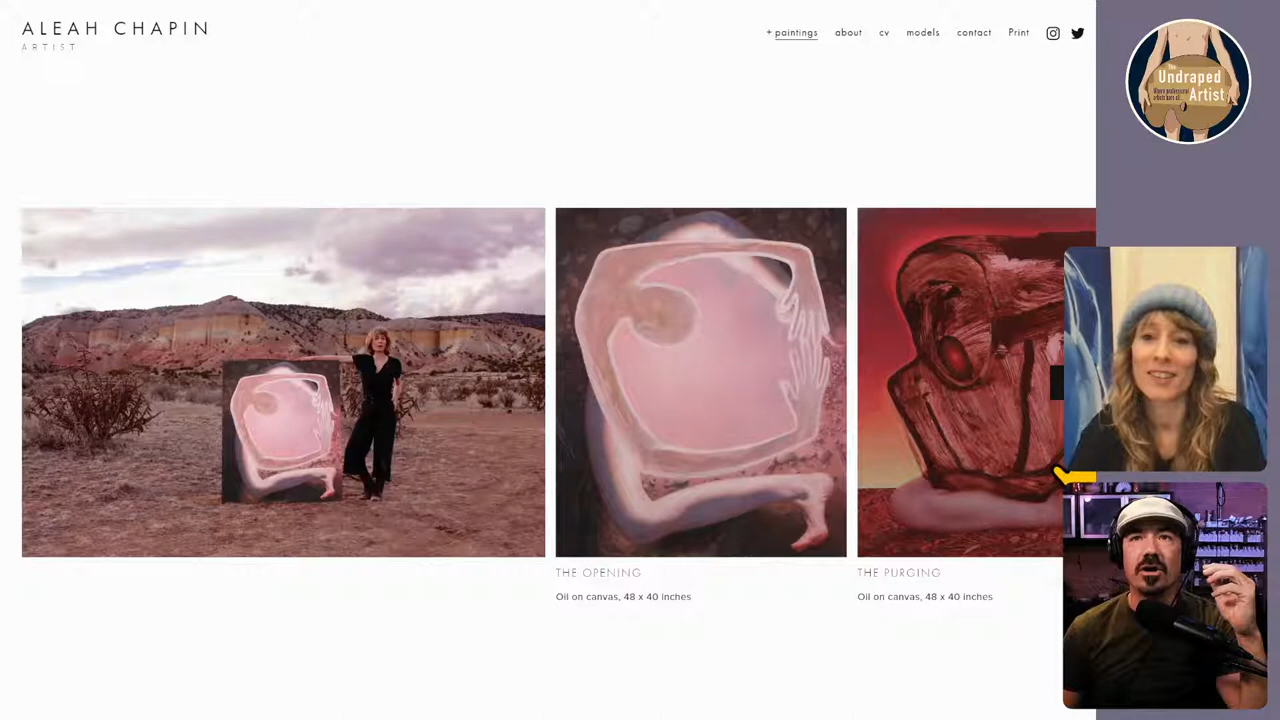 ALEAH CHAPIN
ARTIST
+ paintings about cv models contact Print
The
Undraped
Artist
THE OPENING
Oil on canvas, 48 x 40 inches
THE PURGING
Oil on canvas, 48 x 40 inches